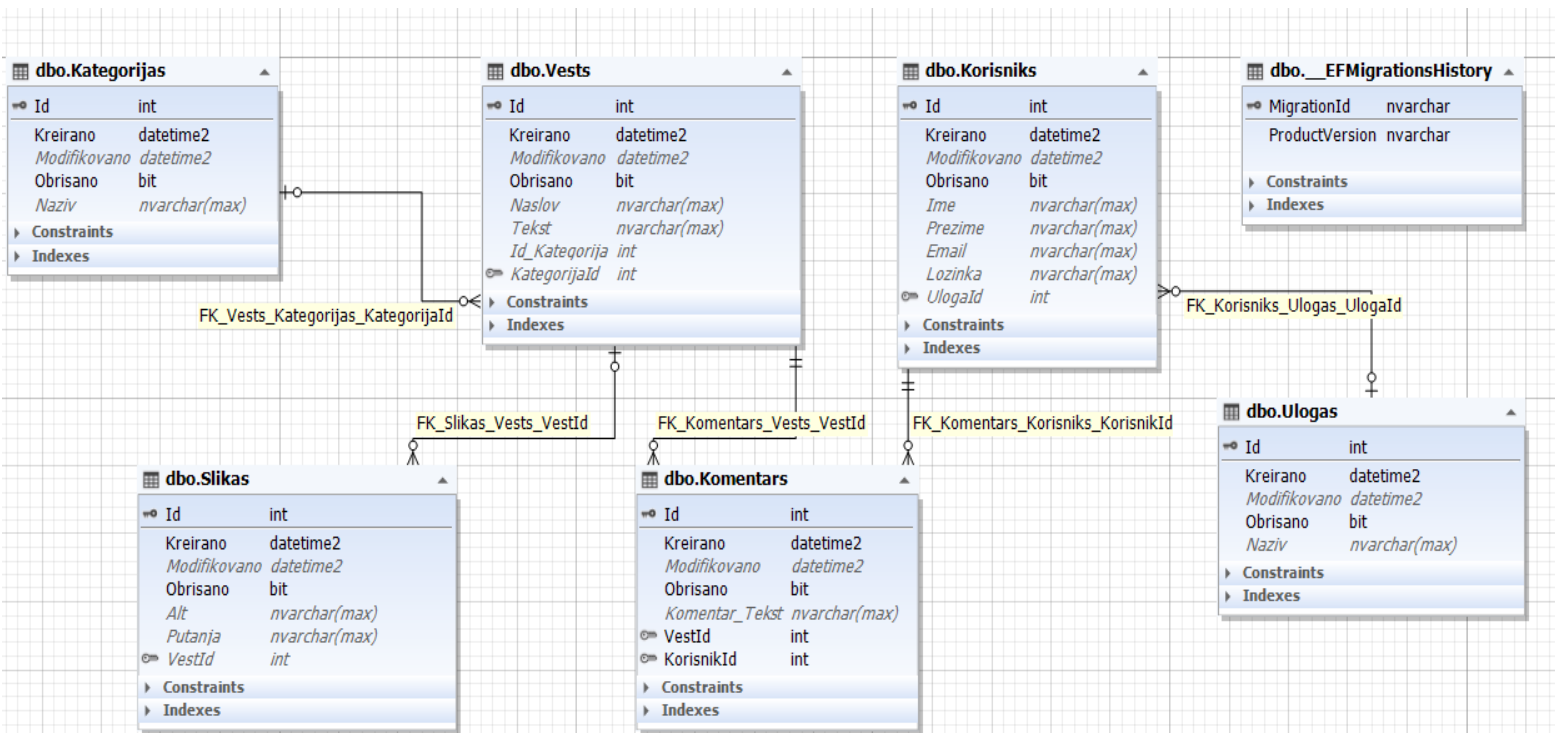 dbo.Kategorijas
Id int
Kreirano datetime2
Modifikovano datetime2
Obrisano bit
Naziv nvarchar(max)
Constraints
Indexes
dbo.Vests
Id int
Kreirano datetime2
Modifikovano datetime2
Obrisano bit
Naslov nvarchar(max)
Tekst nvarchar(max)
Id_Kategorija int
KategorijaId int
Constraints
Indexes
dbo.Korisniks
Id int
Kreirano datetime2
Modifikovano datetime2
Obrisano bit
Ime nvarchar(max)
Prezime nvarchar(max)
Email nvarchar(max)
Lozinka nvarchar(max)
UlogaId int
Constraints
Indexes
dbo.__EFMigrationsHistory
MigrationId nvarchar
ProductVersion nvarchar
Constraints
Indexes
FK_Vests_Kategorijas_KategorijaId
FK_Korisniks_Ulogas_UlogaId
FK_Slikas_Vests_VestId
FK_Komentars_Vests_VestId
FK_Komentars_Korisniks_KorisnikId
dbo.Slikas
Id int
Kreirano datetime2
Modifikovano datetime2
Obrisano bit
Alt nvarchar(max)
Putanja nvarchar(max)
VestId int
Constraints
Indexes
dbo.Komentars
Id int
Kreirano datetime2
Modifikovano datetime2
Obrisano bit
Komentar_Tekst nvarchar(max)
VestId int
KorisnikId int
Constraints
Indexes
dbo.Ulogas
Id int
Kreirano datetime2
Modifikovano datetime2
Obrisano bit
Naziv nvarchar(max)
Constraints
Indexes